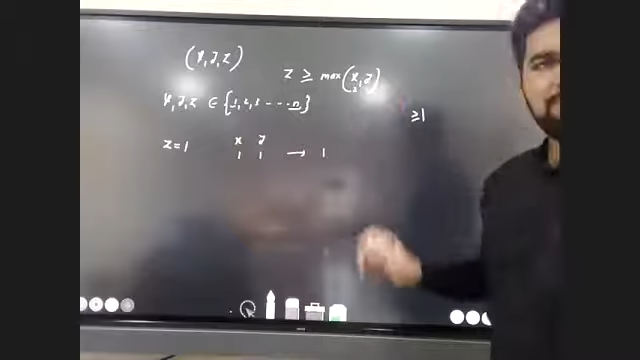 (x, y, z)
z ≥ max(x, y)
x, y, z ∈ {1, 2, 3 --- n}
≥1
z=1 x y
1 1 → 1